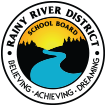 RAINY RIVER DISTRICT
SCHOOL BOARD
BELIEVING • ACHIEVING • DREAMING